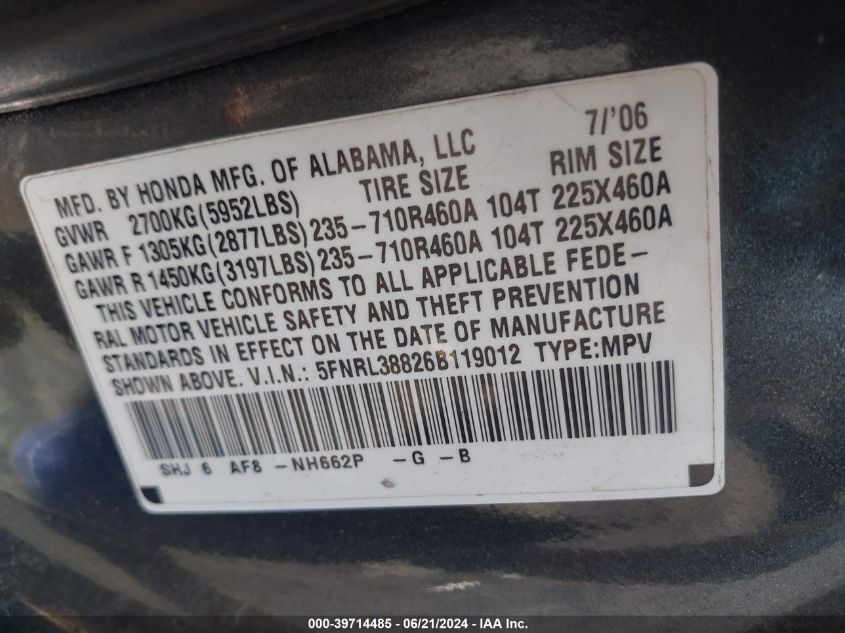 7/'06
MFD. BY HONDA MFG. OF ALABAMA, LLC
GVWR 2700KG(5952LBS) TIRE SIZE RIM SIZE
GAWR F 1305KG(2877LBS) 235-710R460A 104T 225X460A
GAWR R 1450KG(3197LBS) 235-710R460A 104T 225X460A
THIS VEHICLE CONFORMS TO ALL APPLICABLE FEDE-
RAL MOTOR VEHICLE SAFETY AND THEFT PREVENTION
STANDARDS IN EFFECT ON THE DATE OF MANUFACTURE
SHOWN ABOVE. V.I.N.: 5FNRL38826B119012 TYPE:MPV
SHJ 6 AF8 -NH662P -G -B
000-39714485 - 06/21/2024 - IAA Inc.